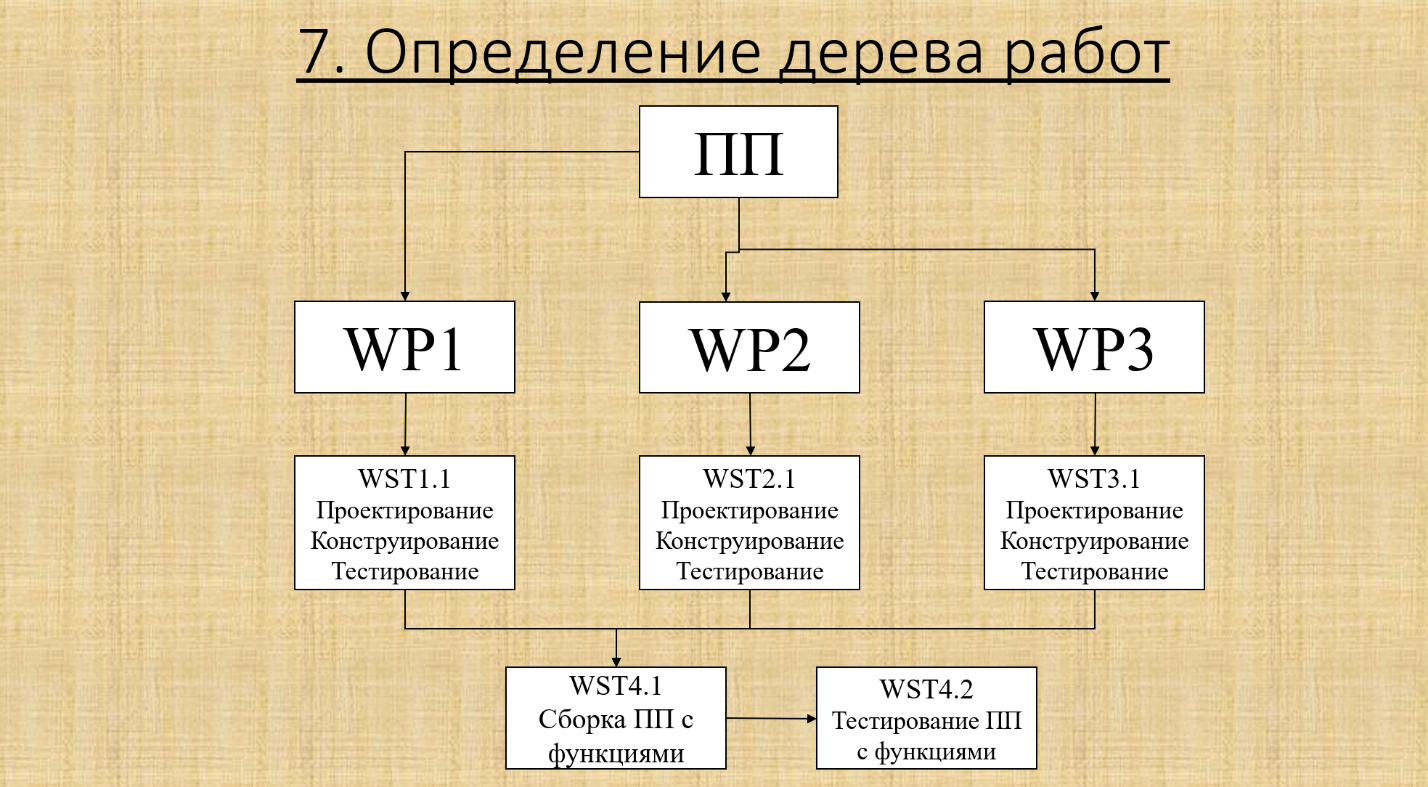 7. Определение дерева работ
ПП
WP1
WP2
WP3
WST1.1
Проектирование
Конструирование
Тестирование
WST2.1
Проектирование
Конструирование
Тестирование
WST3.1
Проектирование
Конструирование
Тестирование
WST4.1
Сборка ПП с
функциями
WST4.2
Тестирование ПП
с функциями